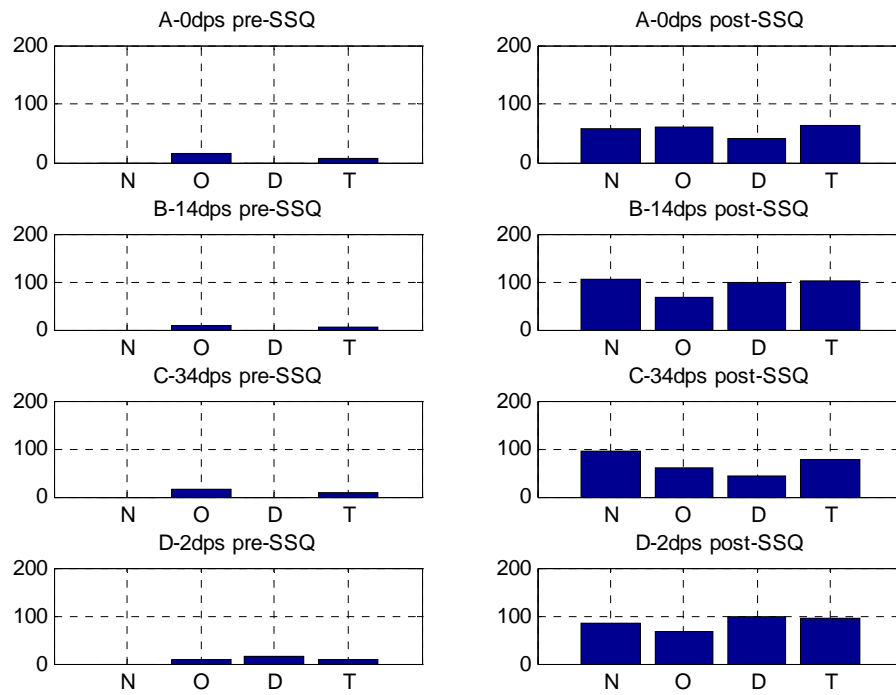 A-0dps pre-SSQ
200
100
0
N O D T
A-0dps post-SSQ
200
100
0
N O D T
B-14dps pre-SSQ
200
100
0
N O D T
B-14dps post-SSQ
200
100
0
N O D T
C-34dps pre-SSQ
200
100
0
N O D T
C-34dps post-SSQ
200
100
0
N O D T
D-2dps pre-SSQ
200
100
0
N O D T
D-2dps post-SSQ
200
100
0
N O D T